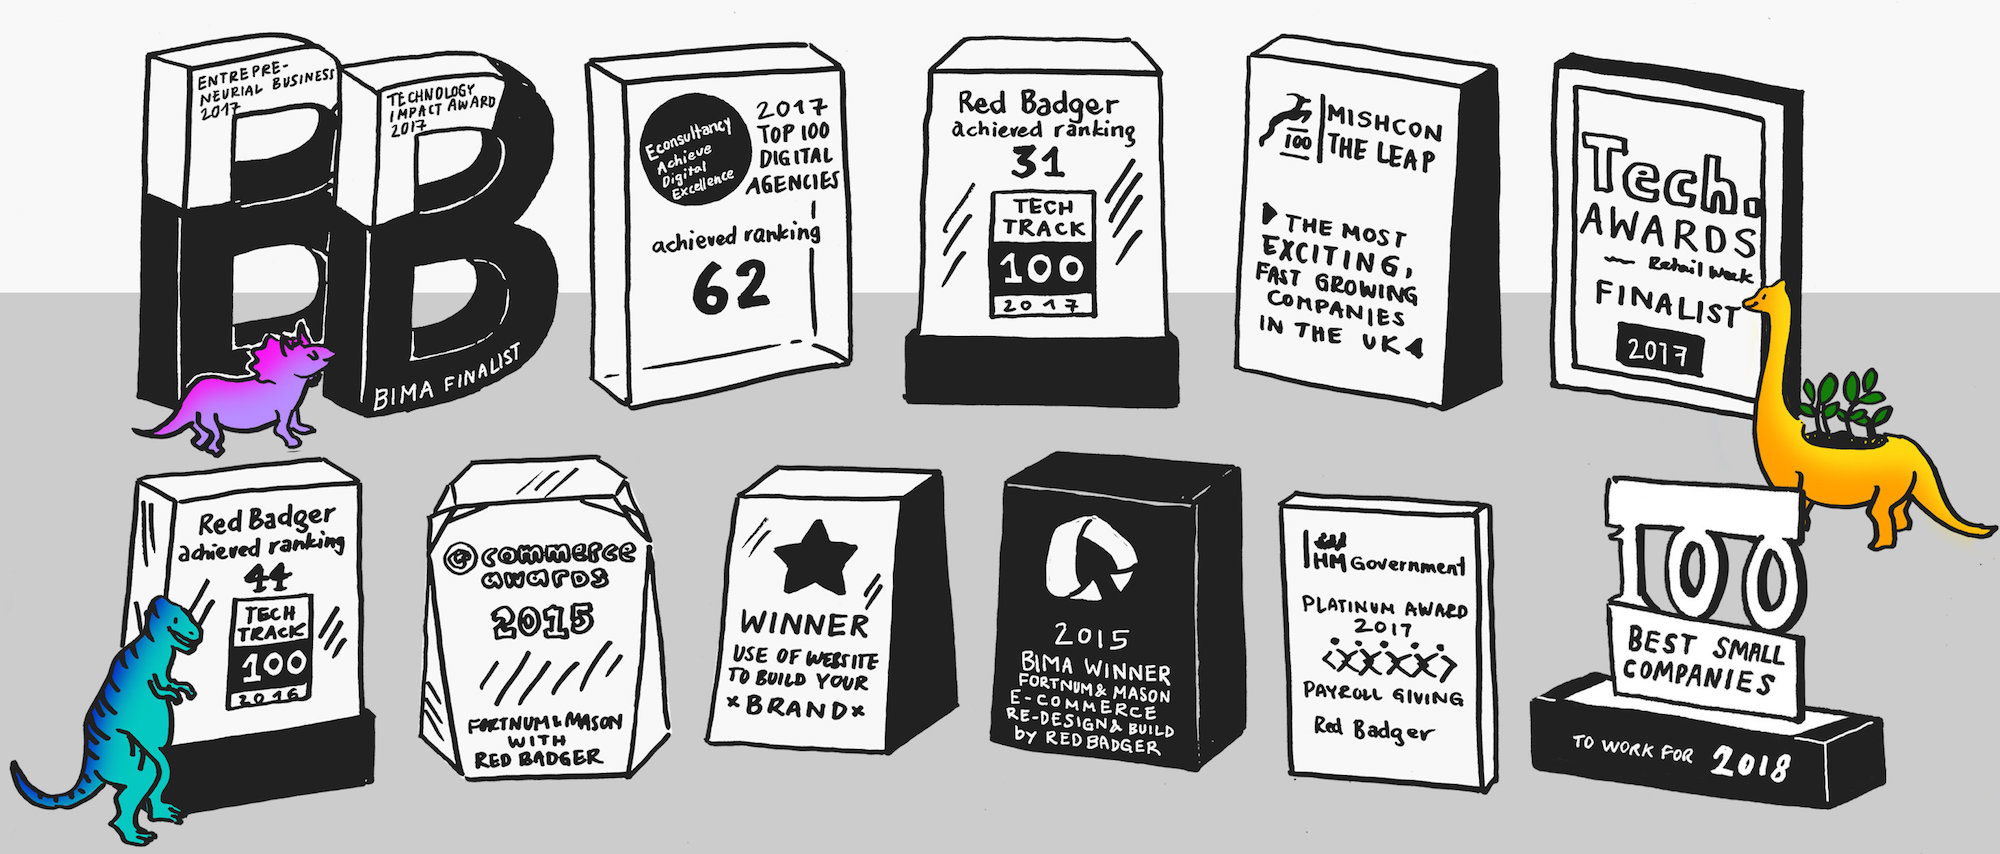 ENTREPRE-
NEURIAL BUSINESS
2017
TECHNOLOGY
IMPACT AWARD
2017
BIMA FINALIST
Econsultancy
Achieve
Digital
Excellence
2017
TOP 100
DIGITAL
AGENCIES
achieved ranking
62
Red Badger
achieved ranking
31
TECH
TRACK
100
2017
100
MISHCON
THE LEAP
THE MOST
EXCITING,
FAST GROWING
COMPANIES
IN THE UK
Tech.
AWARDS
Retail Week
FINALIST
2017
Red Badger
achieved ranking
44
TECH
TRACK
100
2016
@commerce
awards
2015
FORTNUM & MASON
WITH
RED BADGER
WINNER
USE OF WEBSITE
TO BUILD YOUR
×BRAND×
2015
BIMA WINNER
FORTNUM & MASON
E-COMMERCE
RE-DESIGN & BUILD
by RED BADGER
HM Government
PLATINUM AWARD
2017
PAYROLL GIVING
Red Badger
100
BEST SMALL
COMPANIES
TO WORK FOR 2018